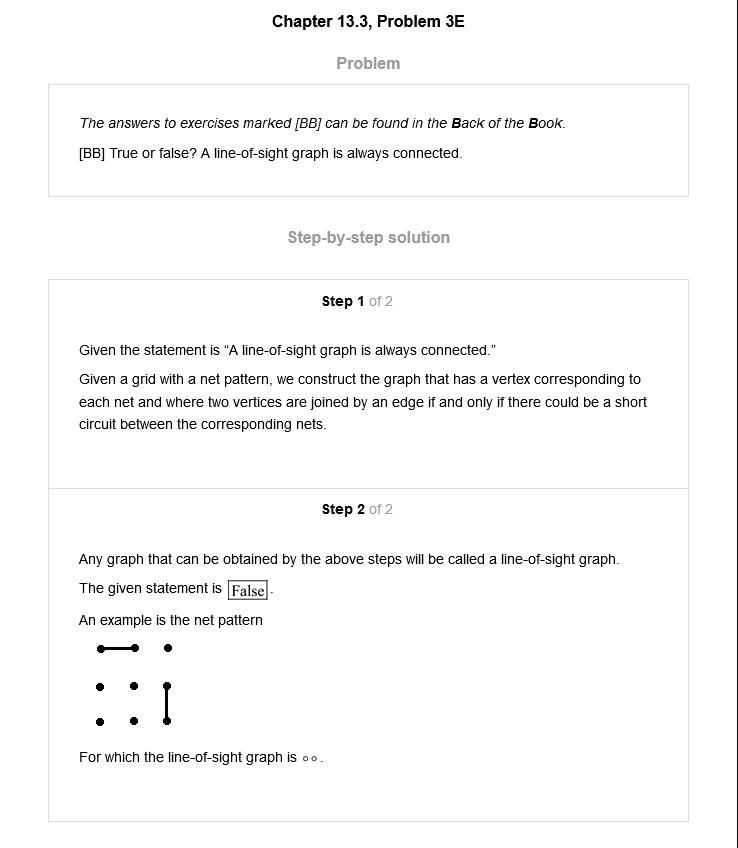 Chapter 13.3, Problem 3E
Problem
The answers to exercises marked [BB] can be found in the Back of the Book.
[BB] True or false? A line-of-sight graph is always connected.
Step-by-step solution
Step 1 of 2
Given the statement is “A line-of-sight graph is always connected.”
Given a grid with a net pattern, we construct the graph that has a vertex corresponding to
each net and where two vertices are joined by an edge if and only if there could be a short
circuit between the corresponding nets.
Step 2 of 2
Any graph that can be obtained by the above steps will be called a line-of-sight graph.
The given statement is False.
An example is the net pattern
For which the line-of-sight graph is ∘∘.